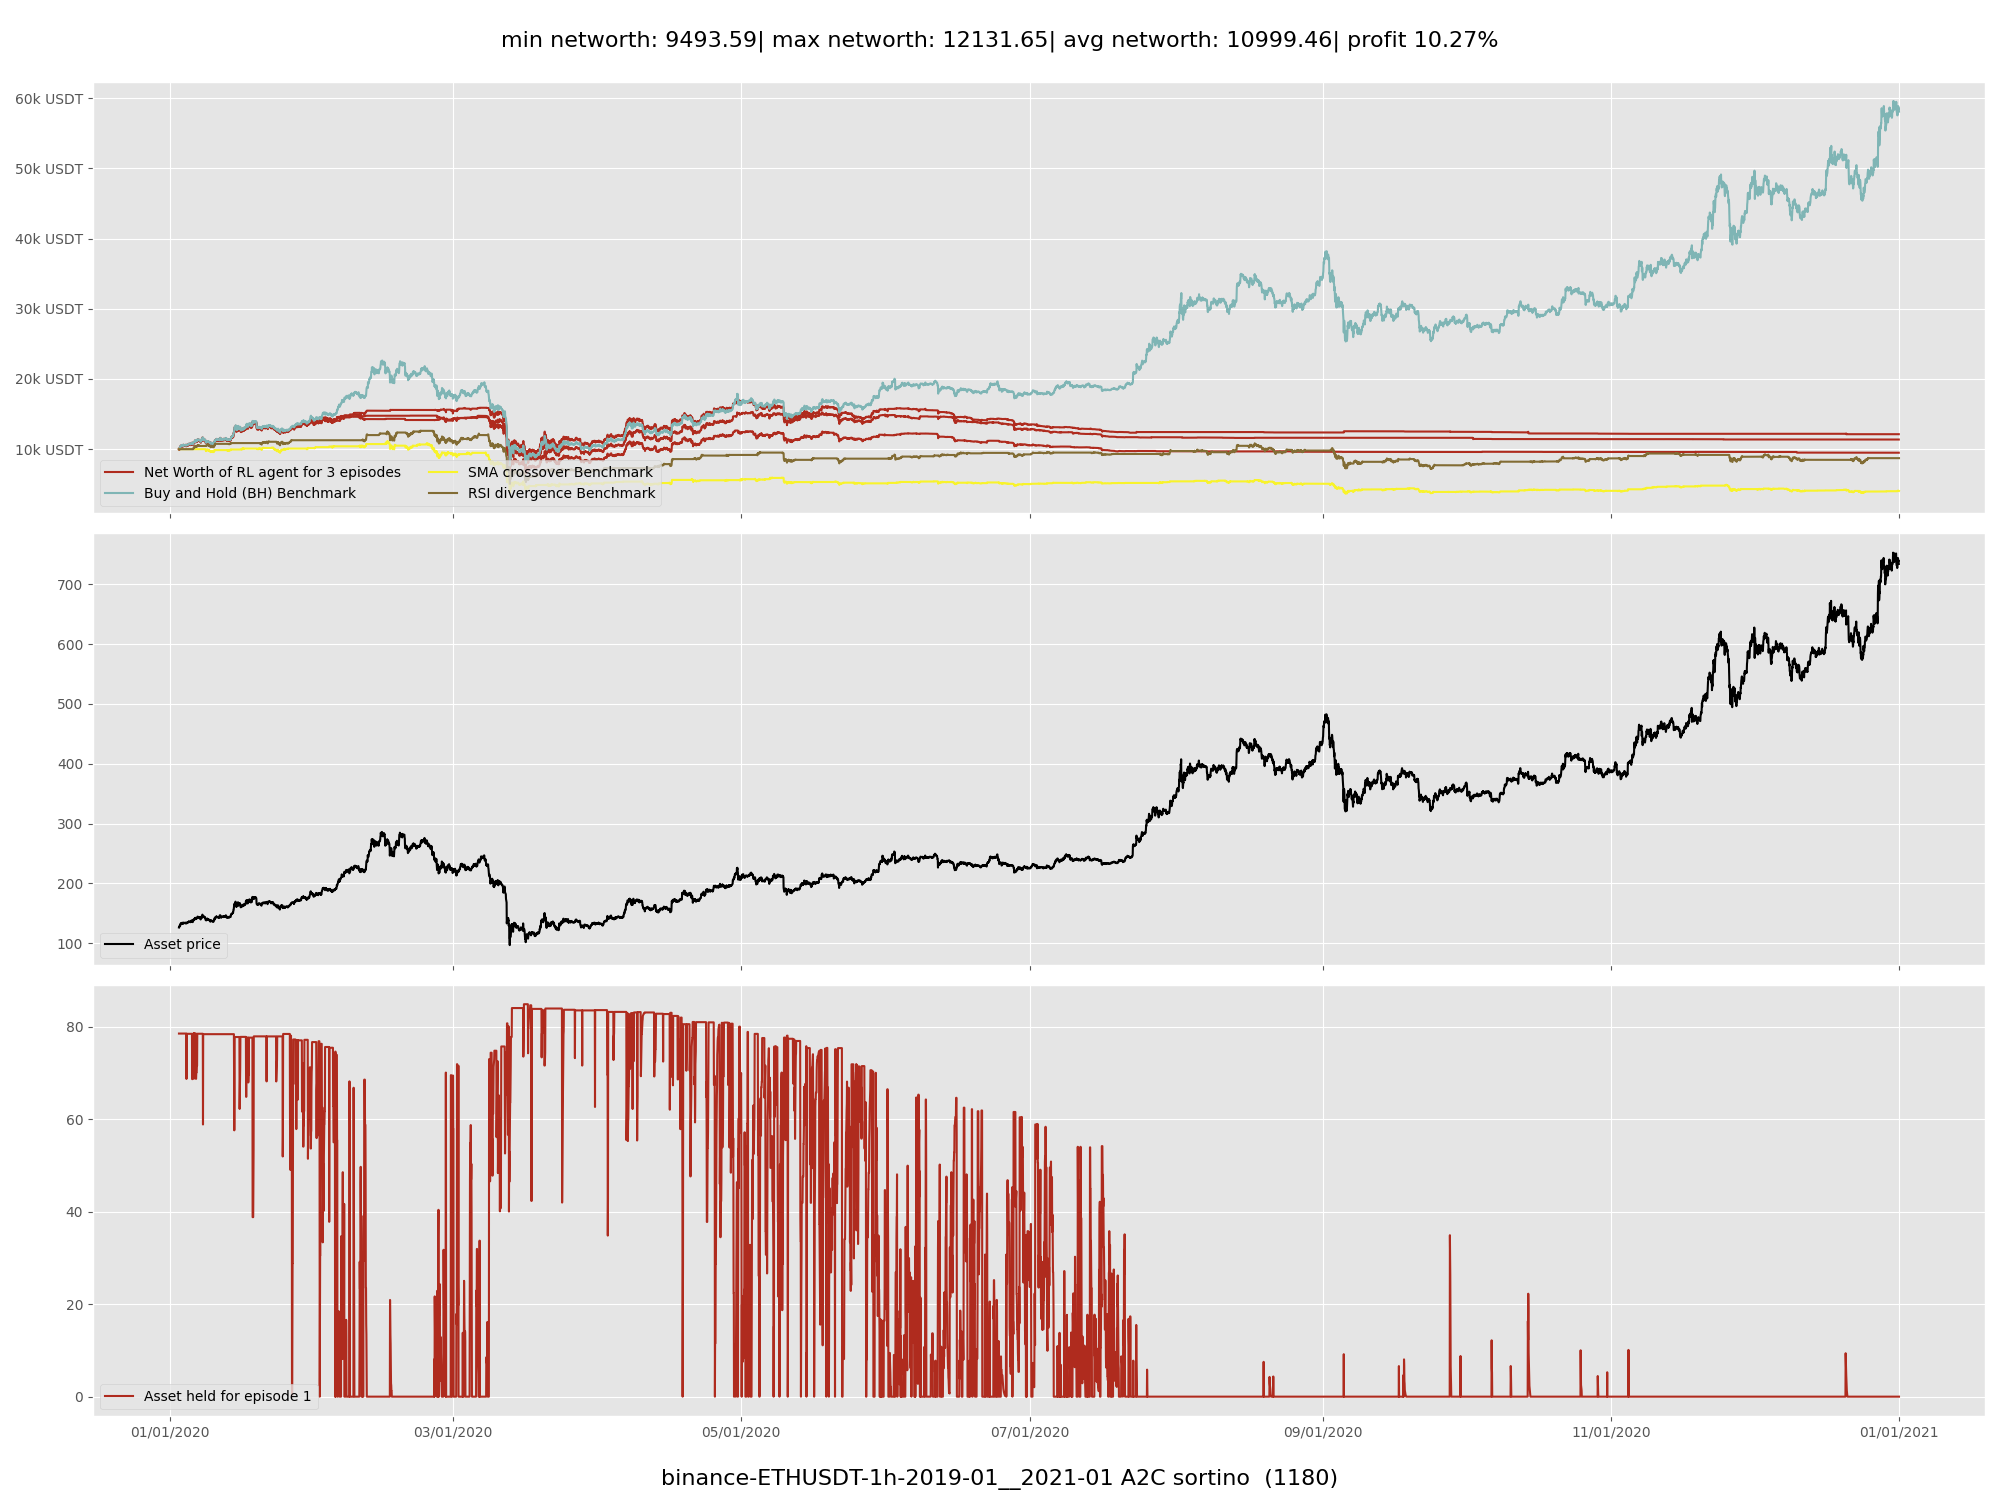 min networth: 9493.59| max networth: 12131.65| avg networth: 10999.46| profit 10.27%
60k USDT
50k USDT
40k USDT
30k USDT
20k USDT
10k USDT
Net Worth of RL agent for 3 episodes
Buy and Hold (BH) Benchmark
SMA crossover Benchmark
RSI divergence Benchmark
700
600
500
400
300
200
100
Asset price
80
60
40
20
0
Asset held for episode 1
01/01/2020 03/01/2020 05/01/2020 07/01/2020 09/01/2020 11/01/2020 01/01/2021
binance-ETHUSDT-1h-2019-01__2021-01 A2C sortino (1180)